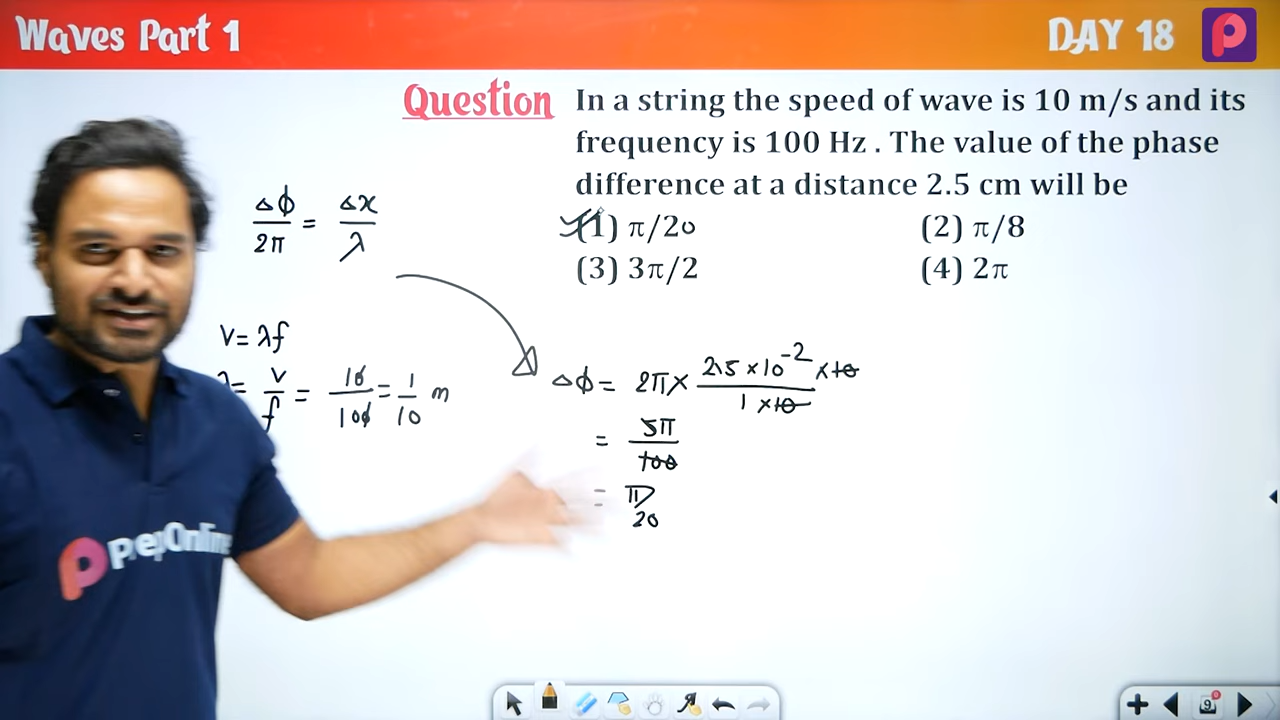 Waves Part 1
DAY 18
Question
In a string the speed of wave is 10 m/s and its
frequency is 100 Hz . The value of the phase
difference at a distance 2.5 cm will be
(1) π/20
(2) π/8
(3) 3π/2
(4) 2π
Δϕ/2π = Δx/λ
V = λf
λ = v/f = 10/100 = 1/10 m
Δϕ = 2π × 2.5 × 10⁻² × 10 / 1 × 10
= 5π/100
= π/20
PrepOnline
9